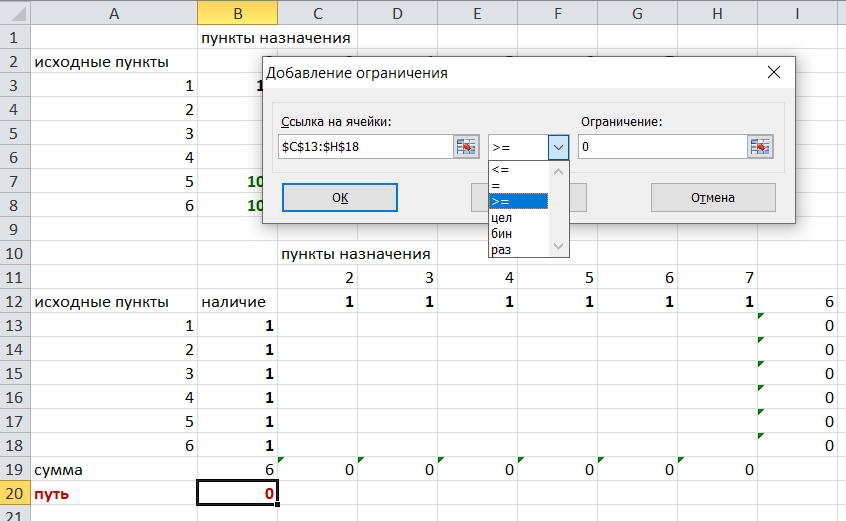 A B C D E F G H I
1 пункты назначения
2 исходные пункты
3 1
4 2
5 3
6 4
7 5 10
8 6 10
9
10 пункты назначения
11 2 3 4 5 6 7
12 исходные пункты наличие 1 1 1 1 1 1 6
13 1 1 0
14 2 1 0
15 3 1 0
16 4 1 0
17 5 1 0
18 6 1 0
19 сумма 6 0 0 0 0 0 0
20 путь 0
21
Добавление ограничения
Ссылка на ячейки: Ограничение:
$C$13:$H$18 >= 0
<=
=
>=
цел
бин
раз
ОК Отмена